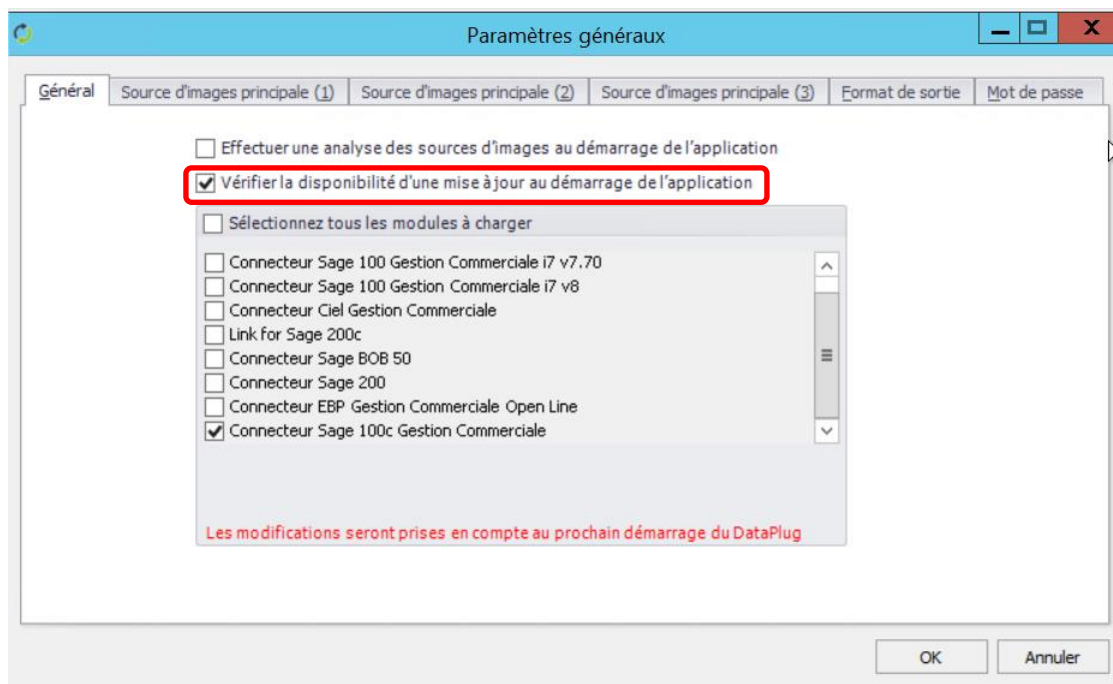 Paramètres généraux
Général
Source d'images principale (1)
Source d'images principale (2)
Source d'images principale (3)
Format de sortie
Mot de passe
Effectuer une analyse des sources d'images au démarrage de l'application
Vérifier la disponibilité d'une mise à jour au démarrage de l'application
Sélectionnez tous les modules à charger
Connecteur Sage 100 Gestion Commerciale i7 v7.70
Connecteur Sage 100 Gestion Commerciale i7 v8
Connecteur Ciel Gestion Commerciale
Link for Sage 200c
Connecteur Sage BOB 50
Connecteur Sage 200
Connecteur EBP Gestion Commerciale Open Line
Connecteur Sage 100c Gestion Commerciale
Les modifications seront prises en compte au prochain démarrage du DataPlug
OK
Annuler